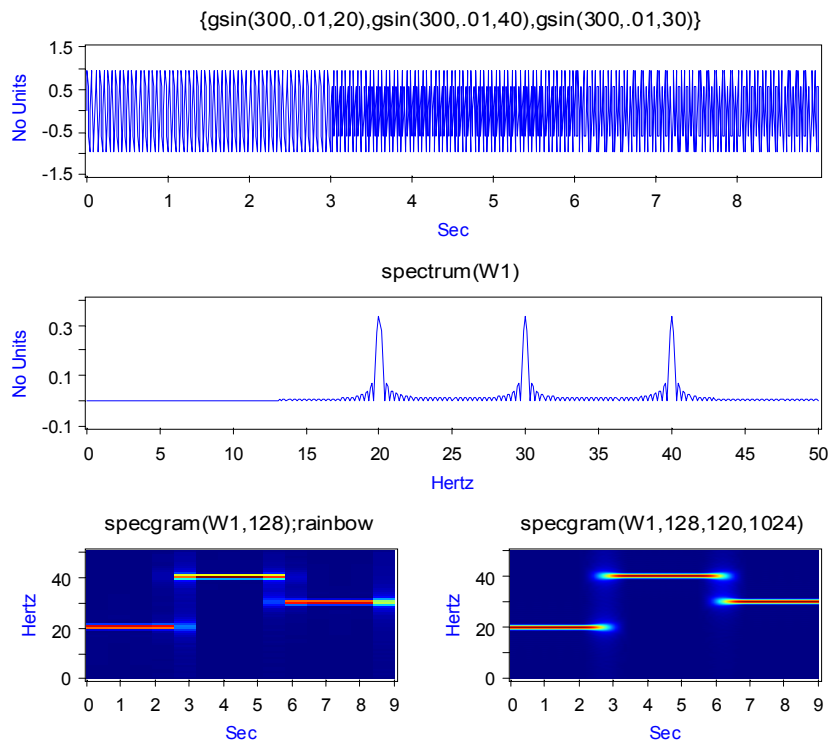 {gsin(300,.01,20),gsin(300,.01,40),gsin(300,.01,30)}
1.5
0.5
-0.5
-1.5
No Units
0 1 2 3 4 5 6 7 8
Sec
spectrum(W1)
0.3
0.1
-0.1
No Units
0 5 10 15 20 25 30 35 40 45 50
Hertz
specgram(W1,128);rainbow
40
20
0
Hertz
0 1 2 3 4 5 6 7 8 9
Sec
specgram(W1,128,120,1024)
40
20
0
Hertz
0 1 2 3 4 5 6 7 8 9
Sec